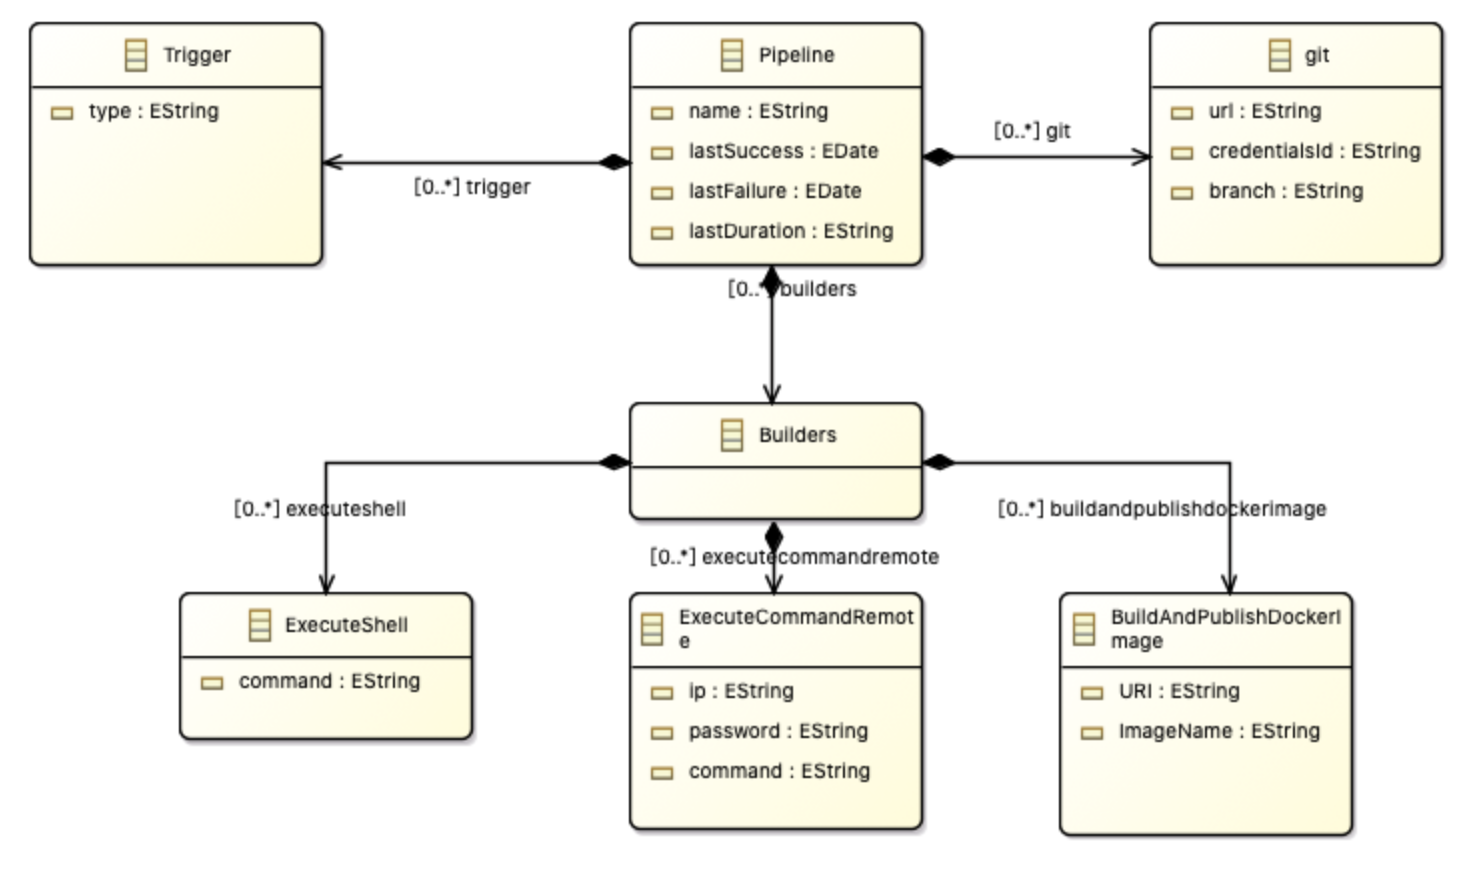 Trigger
type : EString
[0..*] trigger
Pipeline
name : EString
lastSuccess : EDate
lastFailure : EDate
lastDuration : EString
[0..*] git
git
url : EString
credentialsId : EString
branch : EString
[0..*] builders
Builders
[0..*] executeshell
[0..*] executecommandremote
[0..*] buildandpublishdockerimage
ExecuteShell
command : EString
ExecuteCommandRemot
e
ip : EString
password : EString
command : EString
BuildAndPublishDockerI
mage
URI : EString
ImageName : EString